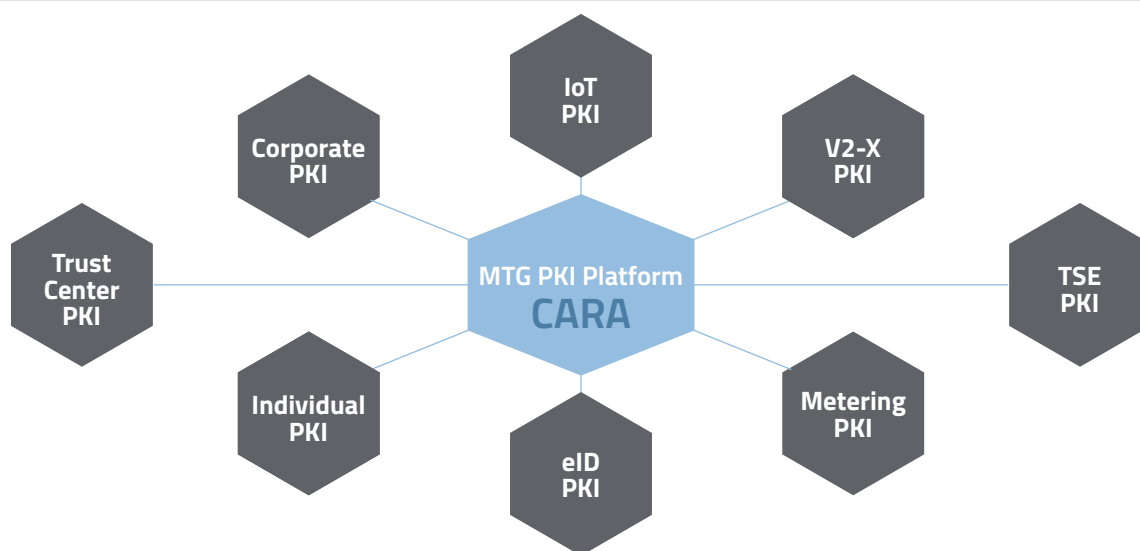 IoT
PKI
Corporate
PKI
V2-X
PKI
Trust
Center
PKI
MTG PKI Platform
CARA
TSE
PKI
Individual
PKI
Metering
PKI
eID
PKI